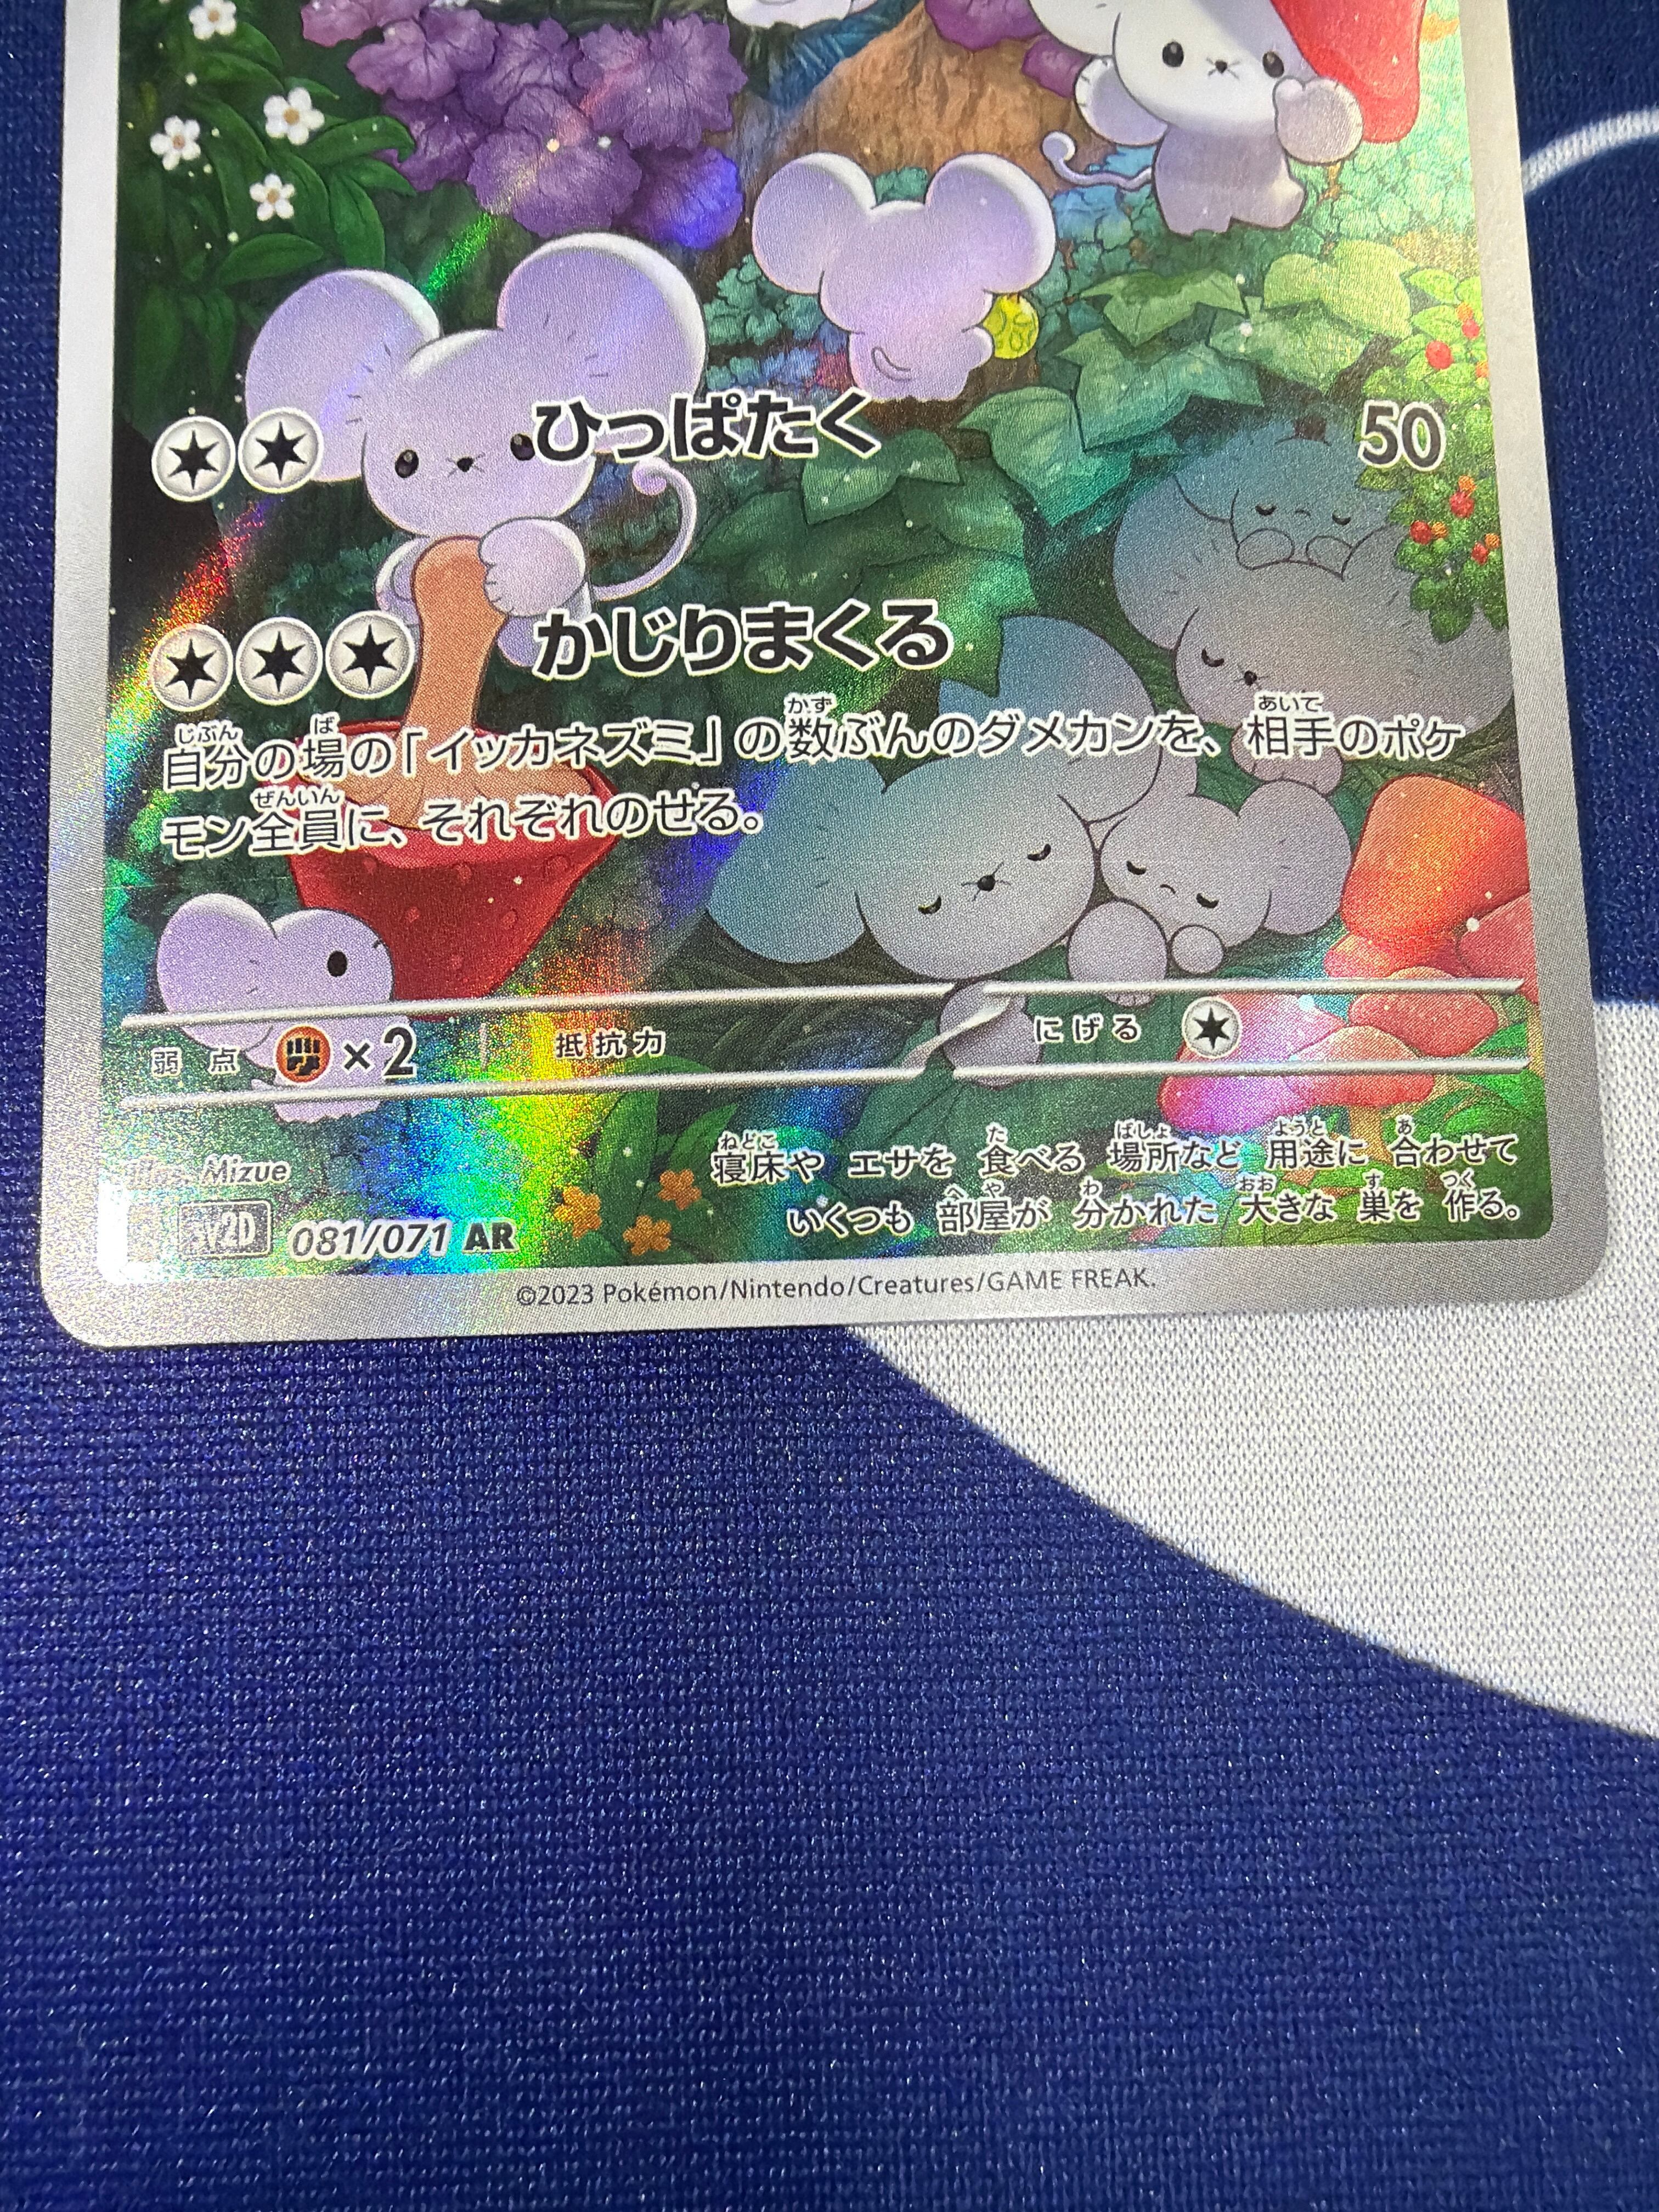 ひっぱたく 50
かじりまくる
自分の場の「イッカネズミ」の数ぶんのダメカンを、相手のポケ
モン全員に、それぞれのせる。
弱点 ×2 抵抗力 にげる
寝床や エサを 食べる 場所など 用途に 合わせて
いくつも 部屋が 分かれた 大きな 巣を 作る。
Illus. Mizue
SV2D 081/071 AR
©2023 Pokémon/Nintendo/Creatures/GAME FREAK.